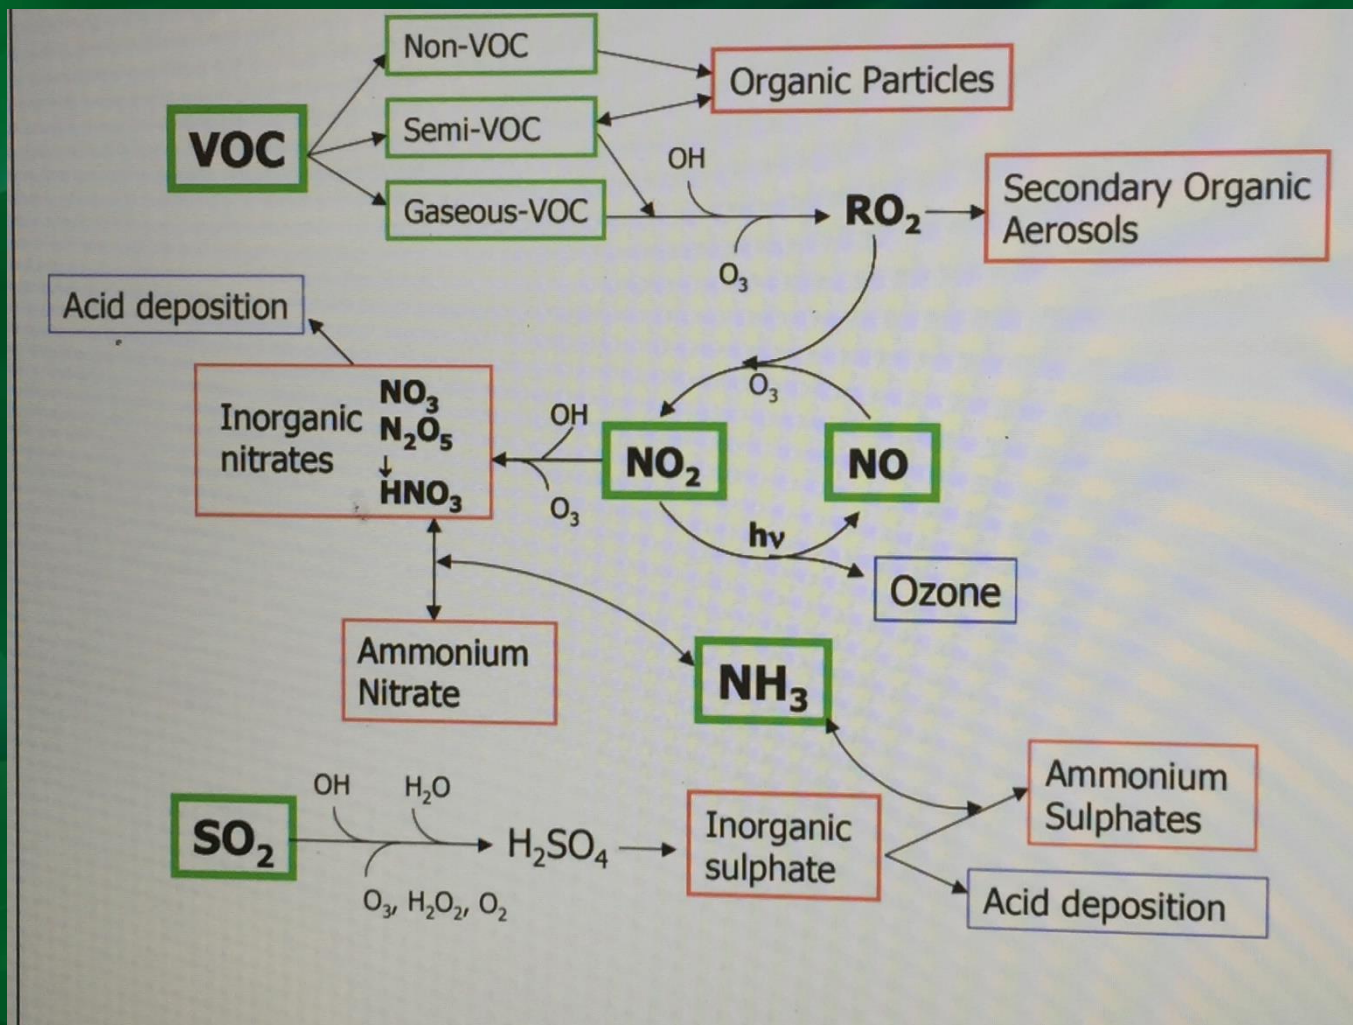 Non-VOC
Organic Particles
VOC
Semi-VOC
OH
Gaseous-VOC
RO₂
Secondary Organic
Aerosols
O₃
Acid deposition
NO₃
Inorganic
N₂O₅
nitrates
↓
HNO₃
O₃
OH
NO₂
NO
O₃
hν
Ozone
Ammonium
Nitrate
NH₃
Ammonium
Sulphates
OH
H₂O
SO₂
H₂SO₄
Inorganic
sulphate
O₃, H₂O₂, O₂
Acid deposition